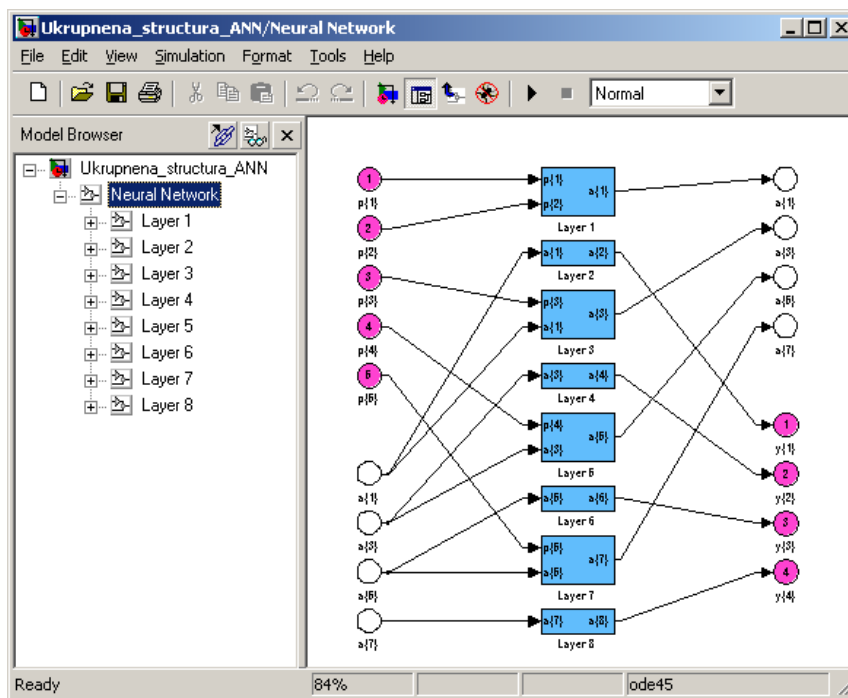 Ukrupnena_structura_ANN/Neural Network
File Edit View Simulation Format Tools Help
Normal
Model Browser
Ukrupnena_structura_ANN
Neural Network
Layer 1
Layer 2
Layer 3
Layer 4
Layer 5
Layer 6
Layer 7
Layer 8
1
p{1}
2
p{2}
3
p{3}
4
p{4}
5
p{5}
a{1}
a{3}
a{5}
a{7}
p{1}
p{2}
a{1}
Layer 1
a{1} a{2}
Layer 2
p{3}
a{1}
a{3}
Layer 3
a{3} a{4}
Layer 4
p{4}
a{3}
a{5}
Layer 5
a{5} a{6}
Layer 6
p{5}
a{5}
a{7}
Layer 7
a{7} a{8}
Layer 8
a{1}
a{3}
a{5}
a{7}
1
y{1}
2
y{2}
3
y{3}
4
y{4}
Ready 84% ode45